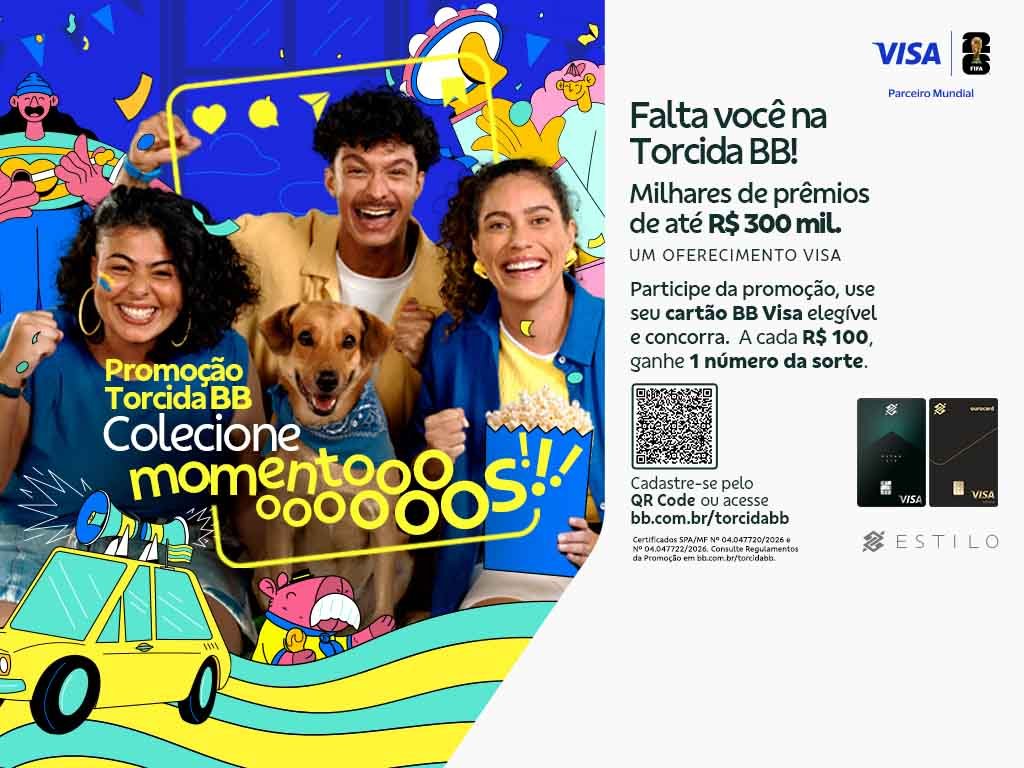 Promoção
Torcida BB
Colecione
momentooo
oooooos!!!
VISA
FIFA
Parceiro Mundial
Falta você na
Torcida BB!
Milhares de prêmios
de até R$ 300 mil.
UM OFERECIMENTO VISA
Participe da promoção, use
seu cartão BB Visa elegível
e concorra. A cada R$ 100,
ganhe 1 número da sorte.
Cadastre-se pelo
QR Code ou acesse
bb.com.br/torcidabb
Certificados SPA/MF Nº 04.047720/2026 e
Nº 04.047722/2026. Consulte Regulamentos
da Promoção em bb.com.br/torcidabb.
VISA
ourocard
VISA
ESTILO